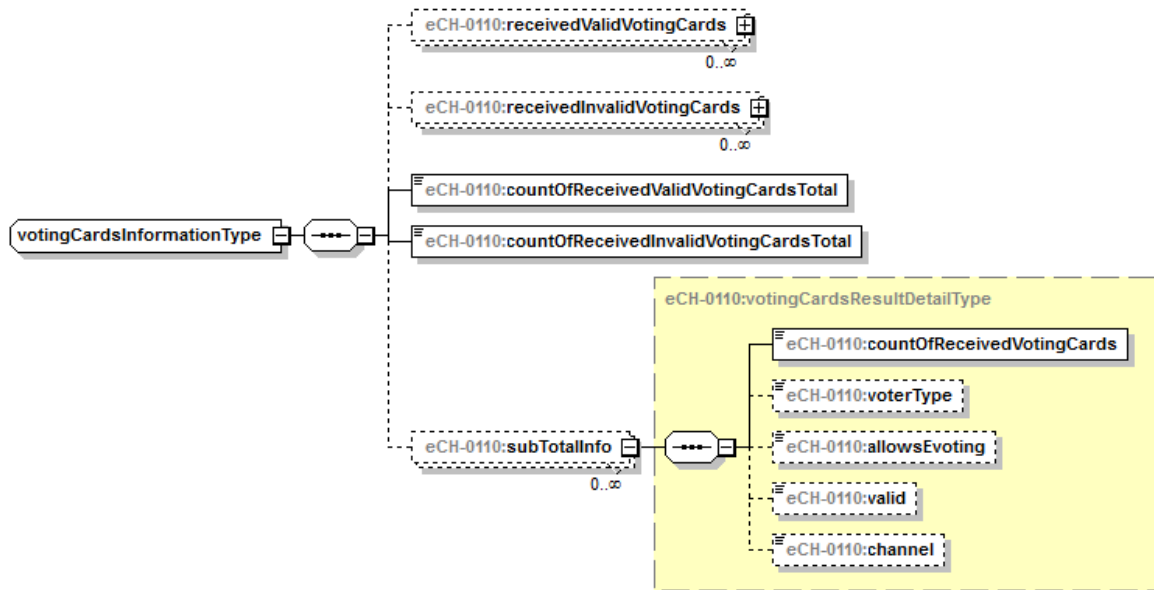 eCH-0110:receivedValidVotingCards
0..∞
eCH-0110:receivedInvalidVotingCards
0..∞
eCH-0110:countOfReceivedValidVotingCardsTotal
votingCardsInformationType
eCH-0110:countOfReceivedInvalidVotingCardsTotal
eCH-0110:votingCardsResultDetailType
eCH-0110:countOfReceivedVotingCards
eCH-0110:voterType
eCH-0110:subTotalInfo
0..∞
eCH-0110:allowsEvoting
eCH-0110:valid
eCH-0110:channel